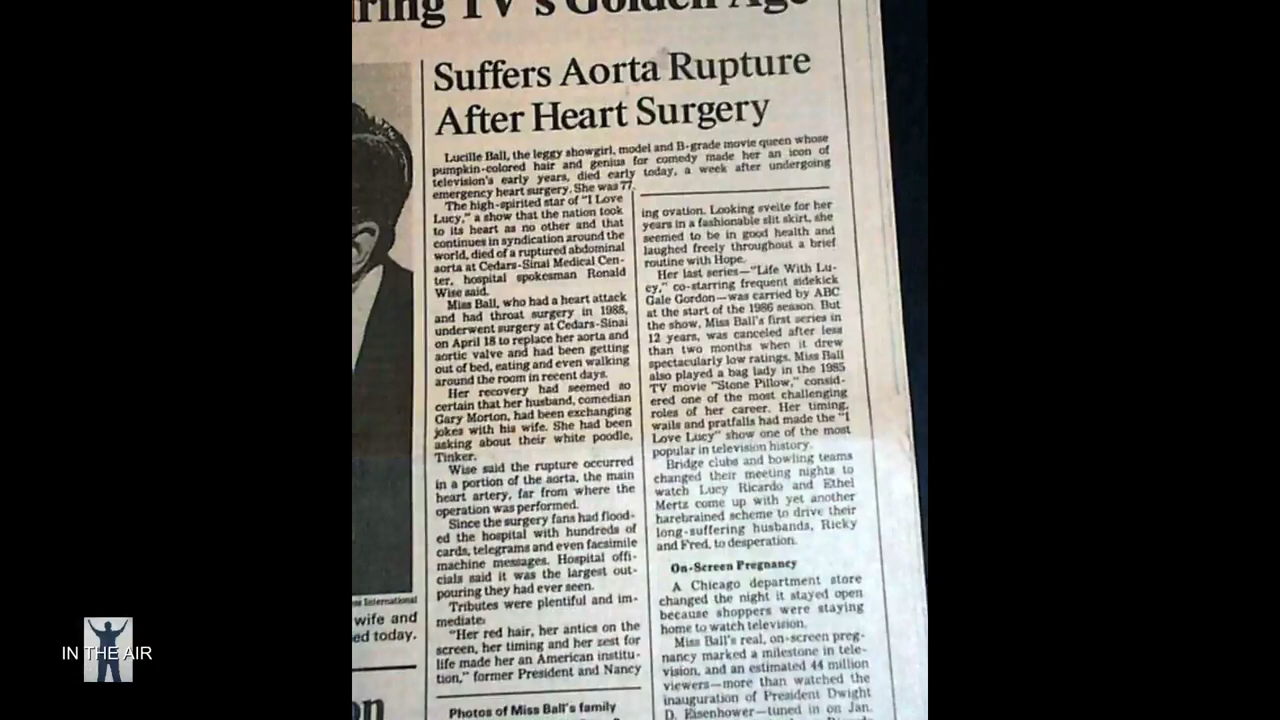 ring TV's Golden Age
Suffers Aorta Rupture
After Heart Surgery
Lucille Ball, the leggy showgirl, model and B-grade movie queen whose
pumpkin-colored hair and genius for comedy made her an icon of
television's early years, died early today, a week after undergoing
emergency heart surgery. She was 77.
The high-spirited star of "I Love
Lucy," a show that the nation took
to its heart as no other and that
continues in syndication around the
world, died of a ruptured abdominal
aorta at Cedars-Sinai Medical Cen-
ter, hospital spokesman Ronald
Wise said.
Miss Ball, who had a heart attack
and had throat surgery in 1988,
underwent surgery at Cedars-Sinai
on April 18 to replace her aorta and
aortic valve and had been getting
out of bed, eating and even walking
around the room in recent days.
Her recovery had seemed so
certain that her husband, comedian
Gary Morton, had been exchanging
jokes with his wife. She had been
asking about their white poodle,
Tinker.
Wise said the rupture occurred
in a portion of the aorta, the main
heart artery, far from where the
operation was performed.
Since the surgery fans had flood-
ed the hospital with hundreds of
cards, telegrams and even facsimile
machine messages. Hospital offi-
cials said it was the largest out-
pouring they had ever seen.
Tributes were plentiful and im-
mediate:
"Her red hair, her antics on the
screen, her timing and her zest for
life made her an American institu-
tion," former President and Nancy
Photos of Miss Ball's family
ing ovation. Looking svelte for her
years in a fashionable slit skirt, she
seemed to be in good health and
laughed freely throughout a brief
routine with Hope.
Her last series—"Life With Lu-
cy," co-starring frequent sidekick
Gale Gordon—was carried by ABC
at the start of the 1986 season. But
the show, Miss Ball's first series in
12 years, was canceled after less
than two months when it drew
spectacularly low ratings. Miss Ball
also played a bag lady in the 1985
TV movie "Stone Pillow," consid-
ered one of the most challenging
roles of her career. Her timing,
wails and pratfalls had made the "I
Love Lucy" show one of the most
popular in television history.
Bridge clubs and bowling teams
changed their meeting nights to
watch Lucy Ricardo and Ethel
Mertz come up with yet another
harebrained scheme to drive their
long-suffering husbands, Ricky
and Fred, to desperation.
On-Screen Pregnancy
A Chicago department store
changed the night it stayed open
because shoppers were staying
home to watch television.
Miss Ball's real, on-screen preg-
nancy marked a milestone in tele-
vision, and an estimated 44 million
viewers—more than watched the
inauguration of President Dwight
D. Eisenhower—tuned in on Jan.
International
wife and
ed today.
on
IN THE AIR